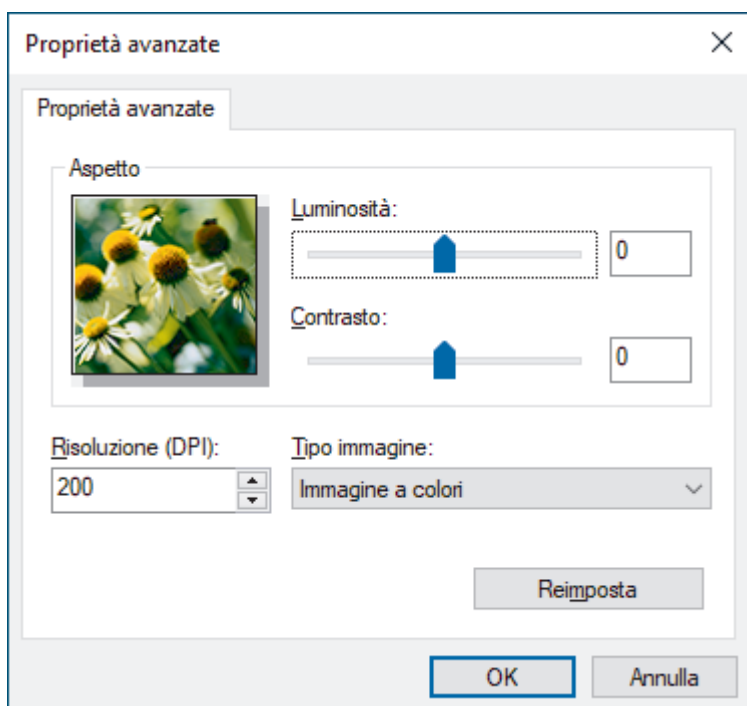 Proprietà avanzate
Proprietà avanzate
Aspetto
Luminosità:
0
Contrasto:
0
Risoluzione (DPI):
200
Tipo immagine:
Immagine a colori
Reimposta
OK
Annulla